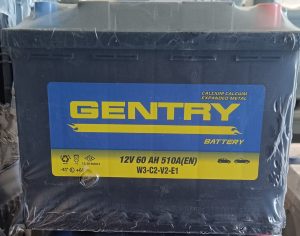 CALCIUM CALCIUM
EXPANDED METAL
GENTRY
BATTERY
12V 60 AH 510A(EN)
W3-C2-V2-E1